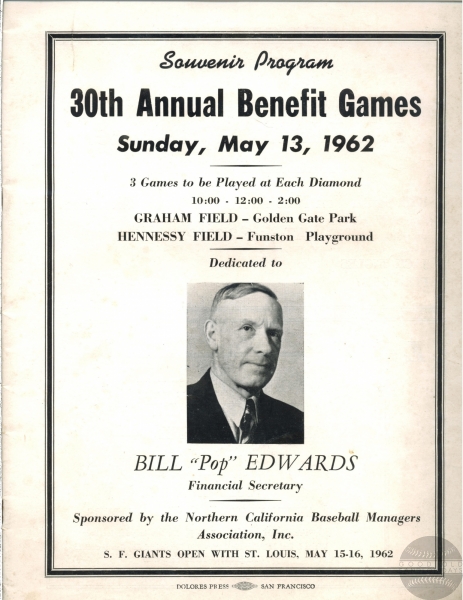 Souvenir Program
30th Annual Benefit Games
Sunday, May 13, 1962
3 Games to be Played at Each Diamond
10:00 - 12:00 - 2:00
GRAHAM FIELD – Golden Gate Park
HENNESSY FIELD – Funston Playground
Dedicated to
BILL "Pop" EDWARDS
Financial Secretary
Sponsored by the Northern California Baseball Managers
Association, Inc.
S. F. GIANTS OPEN WITH ST. LOUIS, MAY 15-16, 1962
DOLORES PRESS SAN FRANCISCO